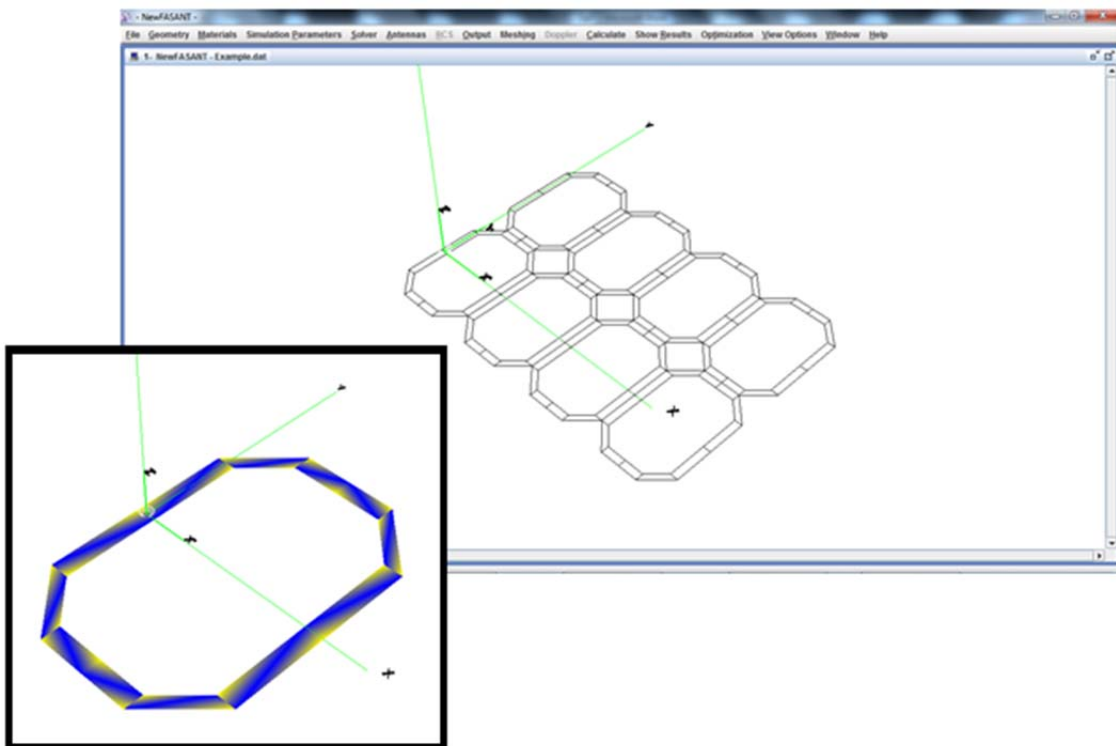 - NewFASANT -
File Geometry Materials Simulation Parameters Solver Antennas RCS Output Meshing Doppler Calculate Show Results Optimization View Options Window Help
1- NewFASANT - Example.dat